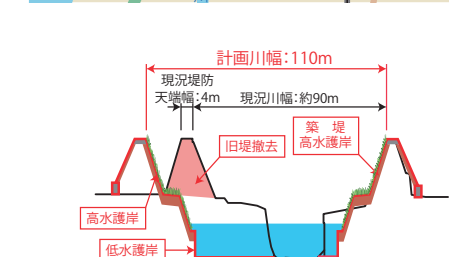 計画川幅：110m
現況堤防
天端幅：4m
現況川幅：約90m
旧堤撤去
築　堤
高水護岸
高水護岸
低水護岸